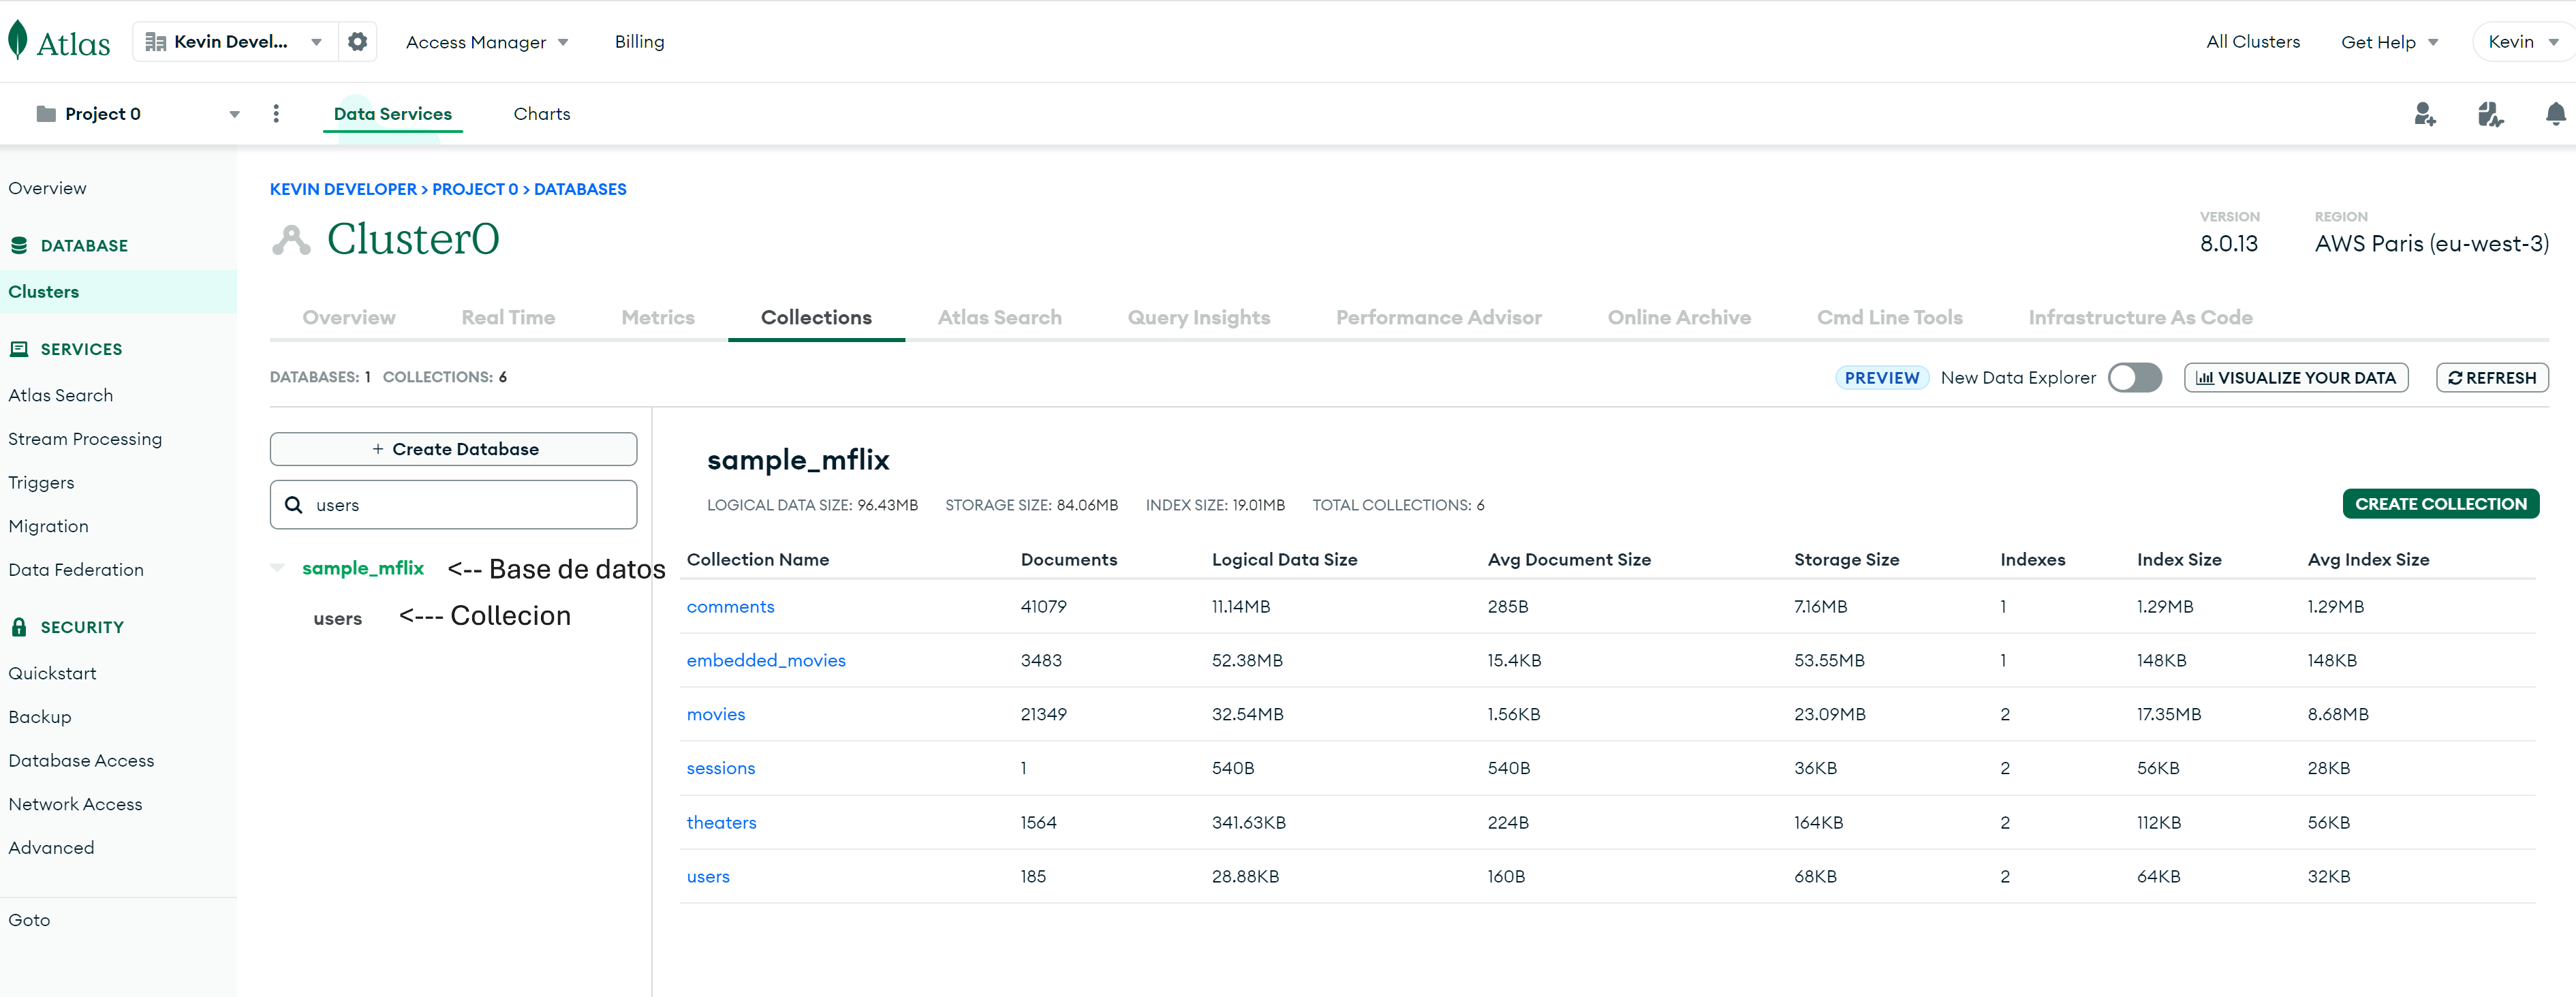 Atlas
Kevin Devel... Access Manager Billing All Clusters Get Help Kevin
Project 0 Data Services Charts
Overview
DATABASE
Clusters
SERVICES
Atlas Search
Stream Processing
Triggers
Migration
Data Federation
SECURITY
Quickstart
Backup
Database Access
Network Access
Advanced
Goto
KEVIN DEVELOPER > PROJECT 0 > DATABASES
Cluster0
VERSION
8.0.13
REGION
AWS Paris (eu-west-3)
Overview Real Time Metrics Collections Atlas Search Query Insights Performance Advisor Online Archive Cmd Line Tools Infrastructure As Code
DATABASES: 1 COLLECTIONS: 6
PREVIEW New Data Explorer VISUALIZE YOUR DATA REFRESH
+ Create Database
users
sample_mflix <-- Base de datos
users <--- Collecion
sample_mflix
LOGICAL DATA SIZE: 96.43MB STORAGE SIZE: 84.06MB INDEX SIZE: 19.01MB TOTAL COLLECTIONS: 6
CREATE COLLECTION
Collection Name Documents Logical Data Size Avg Document Size Storage Size Indexes Index Size Avg Index Size
comments 41079 11.14MB 285B 7.16MB 1 1.29MB 1.29MB
embedded_movies 3483 52.38MB 15.4KB 53.55MB 1 148KB 148KB
movies 21349 32.54MB 1.56KB 23.09MB 2 17.35MB 8.68MB
sessions 1 540B 540B 36KB 2 56KB 28KB
theaters 1564 341.63KB 224B 164KB 2 112KB 56KB
users 185 28.88KB 160B 68KB 2 64KB 32KB